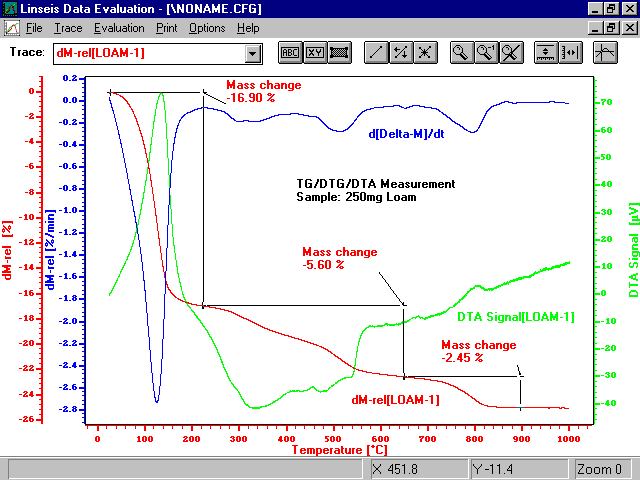 Linseis Data Evaluation - [\NONAME.CFG]
File Trace Evaluation Print Options Help
Trace: dM-rel[LOAM-1] ABC XY
Mass change
-16.90 %
d[Delta-M]/dt
TG/DTG/DTA Measurement
Sample: 250mg Loam
Mass change
-5.60 %
DTA Signal[LOAM-1]
Mass change
-2.45 %
dM-rel[LOAM-1]
dM-rel [%]
0
-2
-4
-6
-8
-10
-12
-14
-16
-18
-20
-22
-24
-26
dM-rel [%/min]
0.2
0.0
-0.2
-0.4
-0.6
-0.8
-1.0
-1.2
-1.4
-1.6
-1.8
-2.0
-2.2
-2.4
-2.6
-2.8
DTA Signal [µV]
70
60
50
40
30
20
10
0
-10
-20
-30
-40
0 100 200 300 400 500 600 700 800 900 1000
Temperature [°C]
X 451.8 Y -11.4 Zoom 0